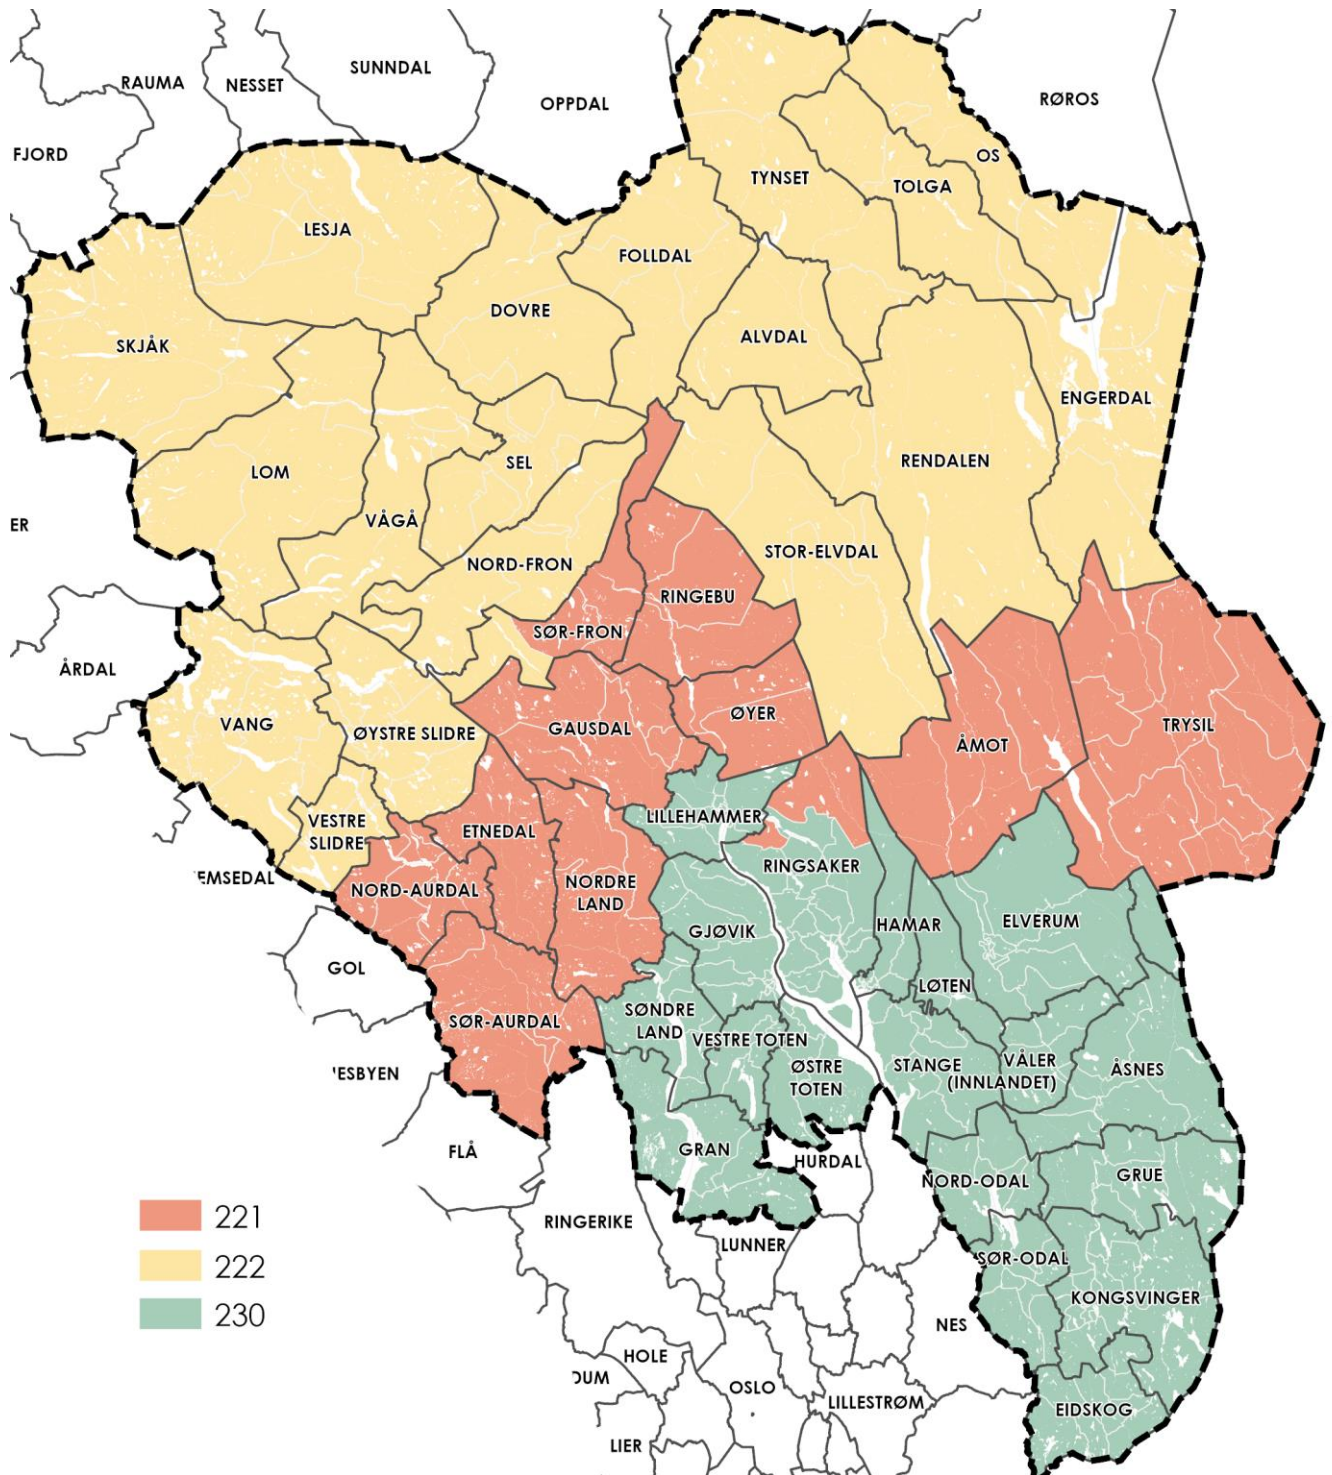 SUNNDAL
RAUMA
NESSET
OPPDAL
RØROS
FJORD
OS
TYNSET
TOLGA
LESJA
FOLLDAL
DOVRE
ALVDAL
SKJÅK
ENGERDAL
RENDALEN
SEL
LOM
VÅGÅ
ER
STOR-ELVDAL
NORD-FRON
RINGEBU
SØR-FRON
ÅRDAL
ØYER
VANG
GAUSDAL
TRYSIL
ØYSTRE SLIDRE
ÅMOT
LILLEHAMMER
VESTRE
SLIDRE
ETNEDAL
RINGSAKER
EMSEDAL
NORD-AURDAL
NORDRE
LAND
ELVERUM
HAMAR
GJØVIK
GOL
LØTEN
SØNDRE
LAND
SØR-AURDAL
VESTRE TOTEN
VÅLER
(INNLANDET)
STANGE
ÅSNES
ØSTRE
TOTEN
ESBYEN
FLÅ
GRAN
HURDAL
GRUE
NORD-ODAL
221
RINGERIKE
LUNNER
SØR-ODAL
222
KONGSVINGER
230
NES
HOLE
UM
OSLO
LILLESTRØM
EIDSKOG
LIER